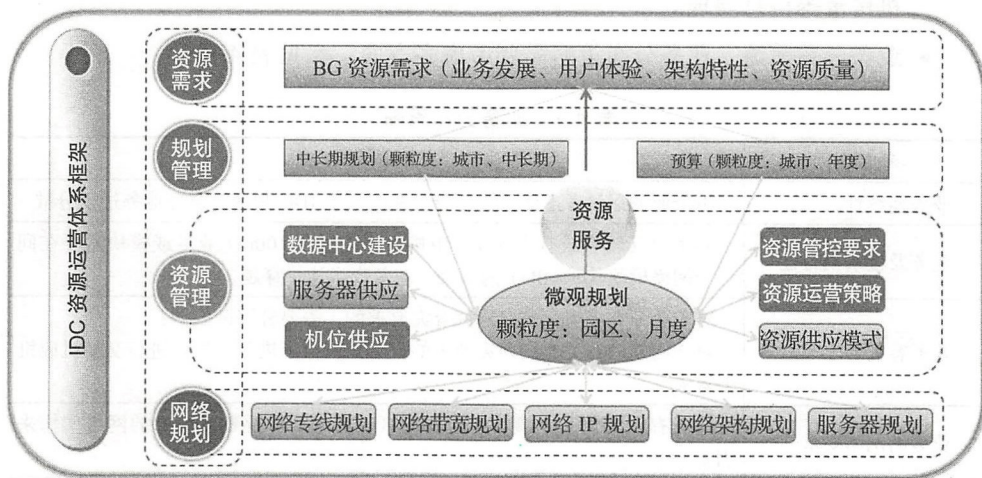 IDC 资源运营体系框架
资源
需求
BG 资源需求（业务发展、用户体验、架构特性、资源质量）
规划
管理
中长期规划（颗粒度：城市、中长期）
预算（颗粒度：城市、年度）
资源
服务
资源
管理
数据中心建设
服务器供应
机位供应
微观规划
颗粒度：园区、月度
资源管控要求
资源运营策略
资源供应模式
网络
规划
网络专线规划
网络带宽规划
网络 IP 规划
网络架构规划
服务器规划